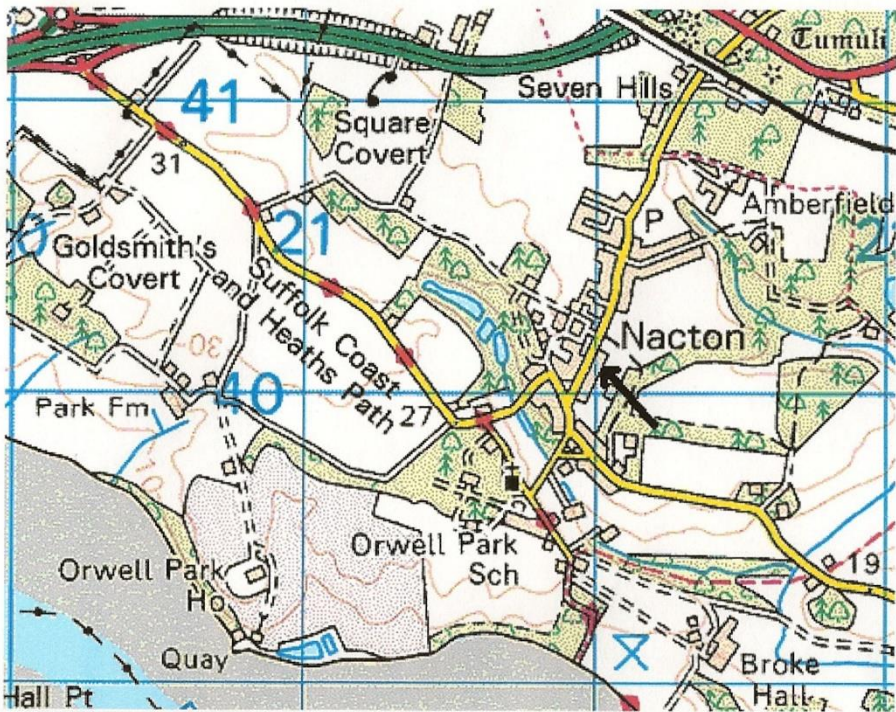 Tumuli
Seven Hills
41
Square
Covert
31
P
Amberfield
21
Goldsmith's
Covert
Suffolk Coast
and Heaths Path
Nacton
30
40
27
Park Fm
10
Orwell Park
Sch
19
Orwell Park
Ho
Quay
Broke
Hall
Hall Pt